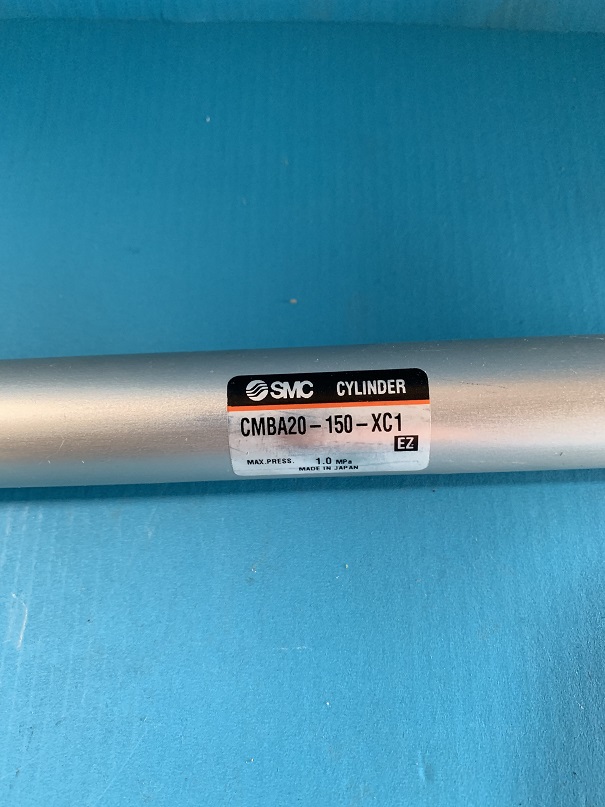 SMC CYLINDER
CMBA20-150-XC1
EZ
MAX.PRESS. 1.0 MPa
MADE IN JAPAN